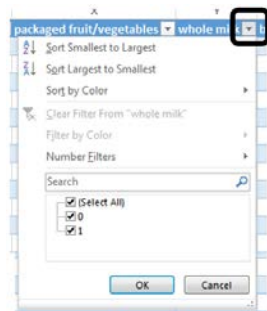 X Y
packaged fruit/vegetables whole milk b
Sort Smallest to Largest
Sort Largest to Smallest
Sort by Color
Clear Filter From "whole milk"
Filter by Color
Number Filters
Search
(Select All)
0
1
OK Cancel